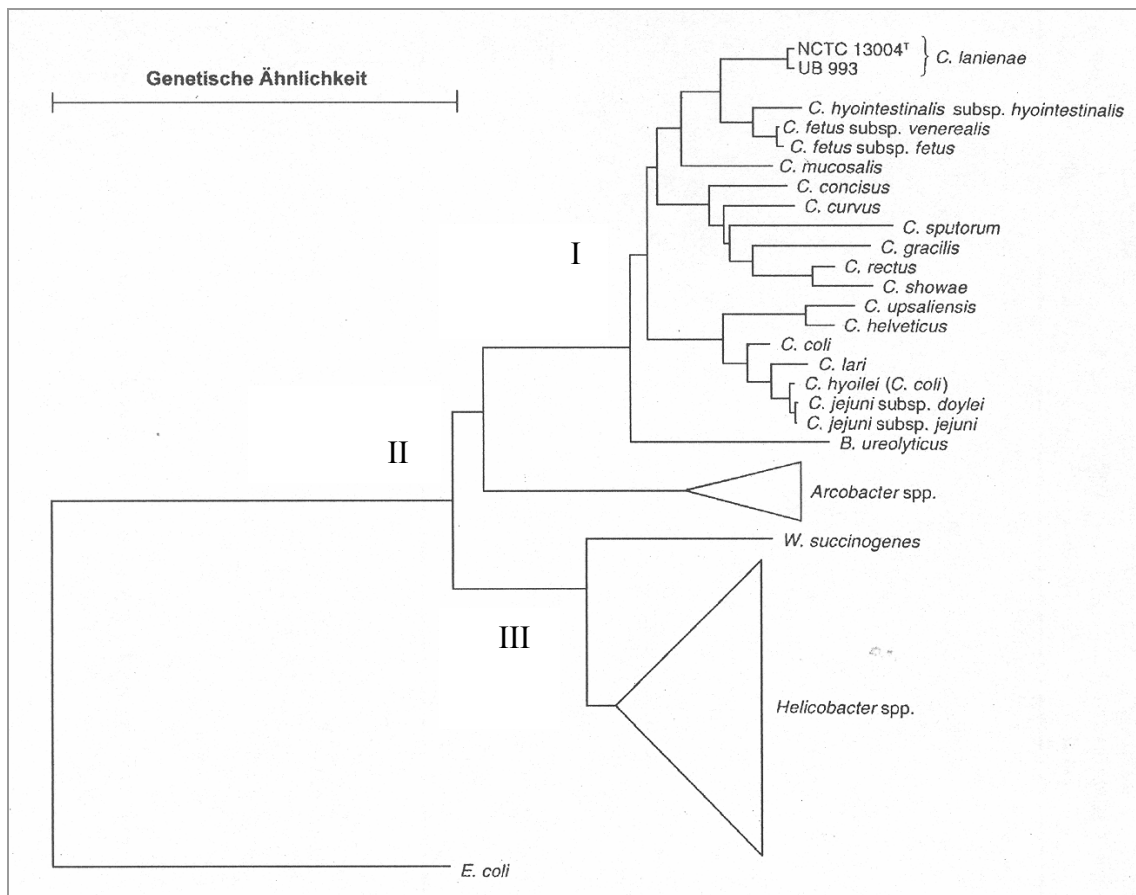 Genetische Ähnlichkeit
NCTC 13004ᵀ
UB 993
C. lanienae
C. hyointestinalis subsp. hyointestinalis
C. fetus subsp. venerealis
C. fetus subsp. fetus
C. mucosalis
C. concisus
C. curvus
C. sputorum
I
C. gracilis
C. rectus
C. showae
C. upsaliensis
C. helveticus
C. coli
C. lari
C. hyoilei (C. coli)
C. jejuni subsp. doylei
C. jejuni subsp. jejuni
B. ureolyticus
II
Arcobacter spp.
W. succinogenes
III
Helicobacter spp.
E. coli